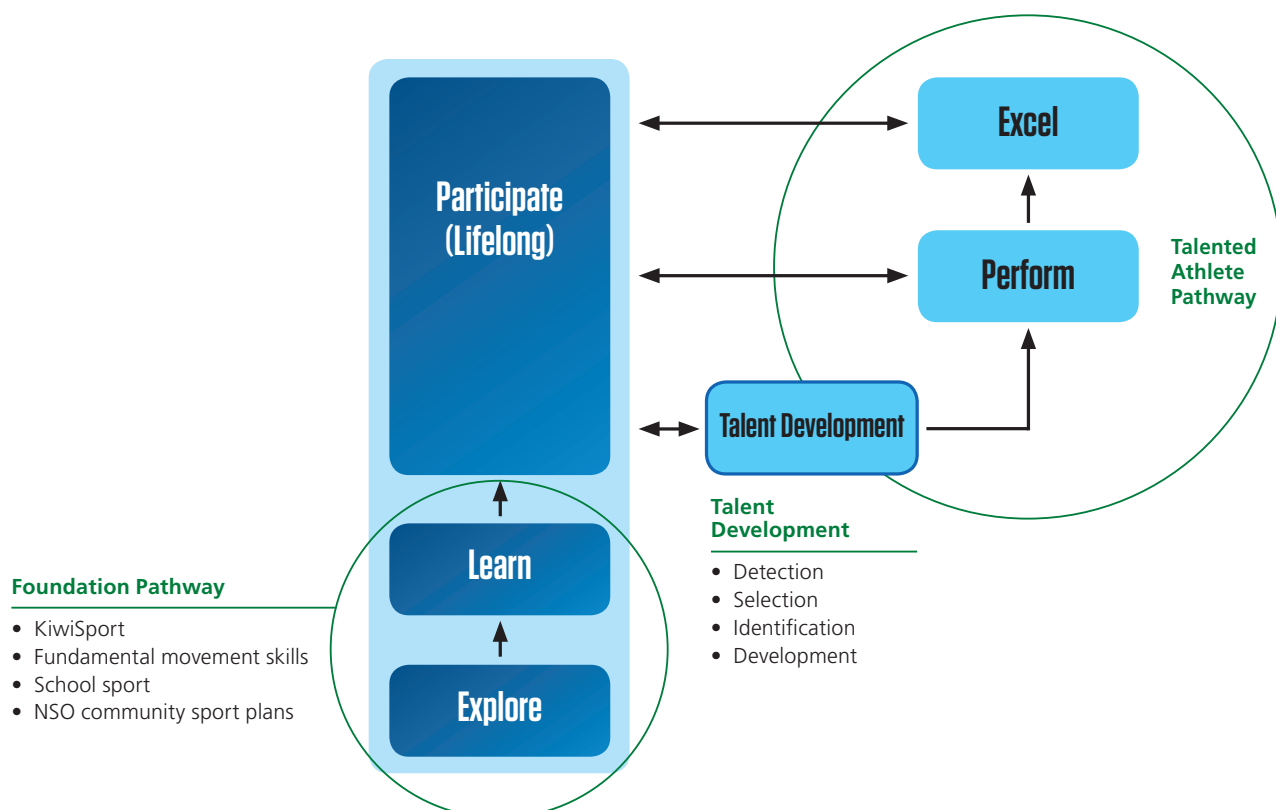 Excel
Participate
(Lifelong)
Perform
Talented
Athlete
Pathway
Talent Development
Talent
Development
• Detection
• Selection
• Identification
• Development
Learn
Explore
Foundation Pathway
• KiwiSport
• Fundamental movement skills
• School sport
• NSO community sport plans